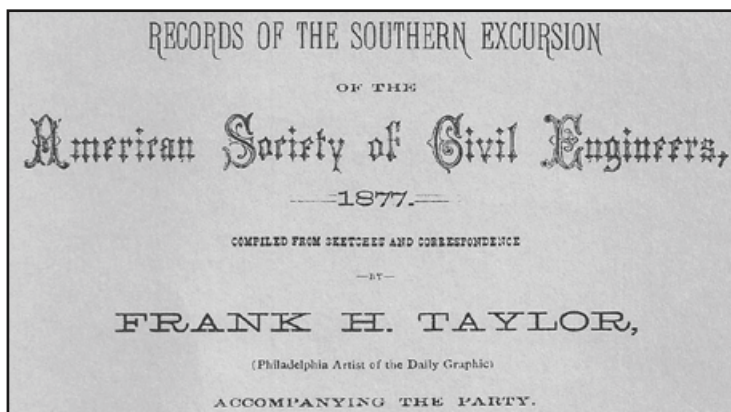 RECORDS OF THE SOUTHERN EXCURSION
OF THE
American Society of Civil Engineers,
1877.
COMPILED FROM SKETCHES AND CORRESPONDENCE
—BY—
FRANK H. TAYLOR,
(Philadelphia Artist of the Daily Graphic)
ACCOMPANYING THE PARTY.